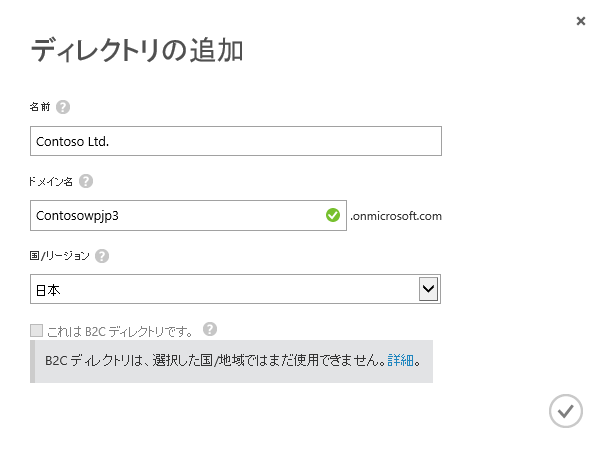 ディレクトリの追加
名前 ?
Contoso Ltd.
ドメイン名 ?
Contosowpjp3 .onmicrosoft.com
国/リージョン ?
日本
これは B2C ディレクトリです。 ?
B2C ディレクトリは、選択した国/地域ではまだ使用できません。詳細。